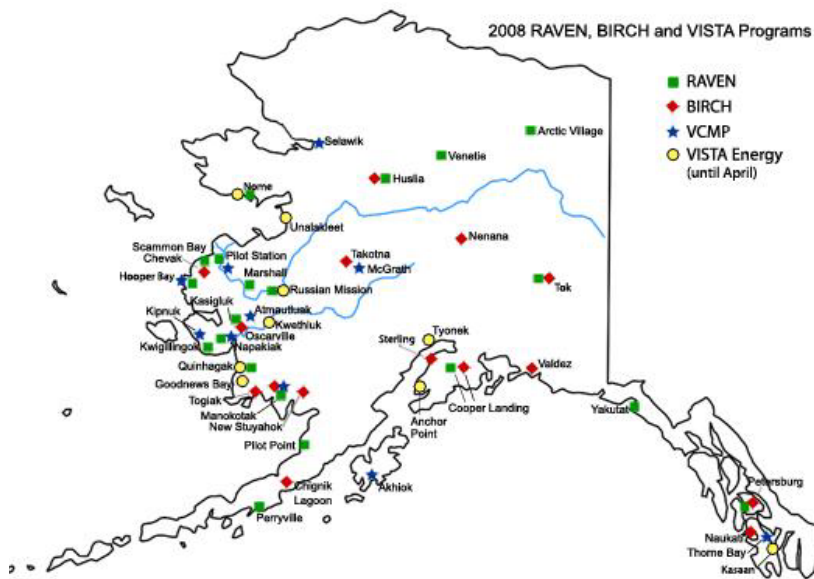 2008 RAVEN, BIRCH and VISTA Programs
RAVEN
BIRCH
VCMP
VISTA Energy
(until April)
Selawik
Arctic Village
Venetie
Huslia
Nome
Unalakleet
Nenana
Scammon Bay
Chevak
Pilot Station
Takotna
McGrath
Hooper Bay
Marshall
Russian Mission
Tok
Kasigluk
Kipnuk
Atmautluak
Kwethluk
Oscarville
Kwigillingok
Napakiak
Tyonek
Sterling
Quinhagak
Valdez
Goodnews Bay
Togiak
Cooper Landing
Manokotak
New Stuyahok
Anchor
Point
Yakutat
Pilot Point
Chignik
Lagoon
Akhiok
Petersburg
Perryville
Naukati
Thorne Bay
Kasaan